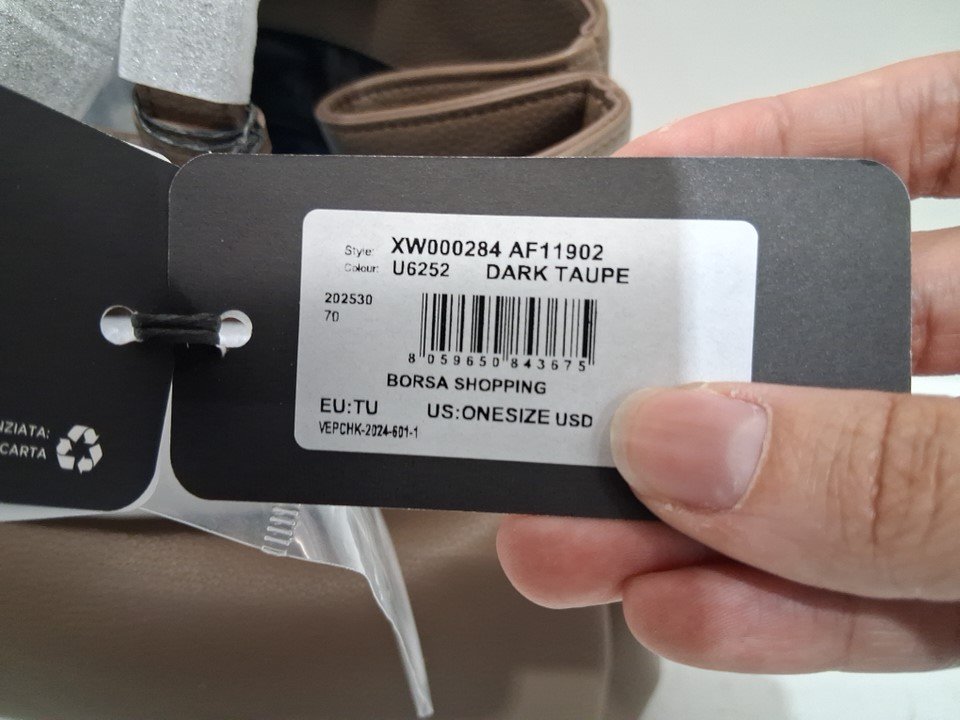 Style: XW000284 AF11902
Colour: U6252 DARK TAUPE
202530
70
8 059650 843675
BORSA SHOPPING
EU:TU US:ONESIZE USD
VEPCHK-2024-601-1
NZIATA:
CARTA